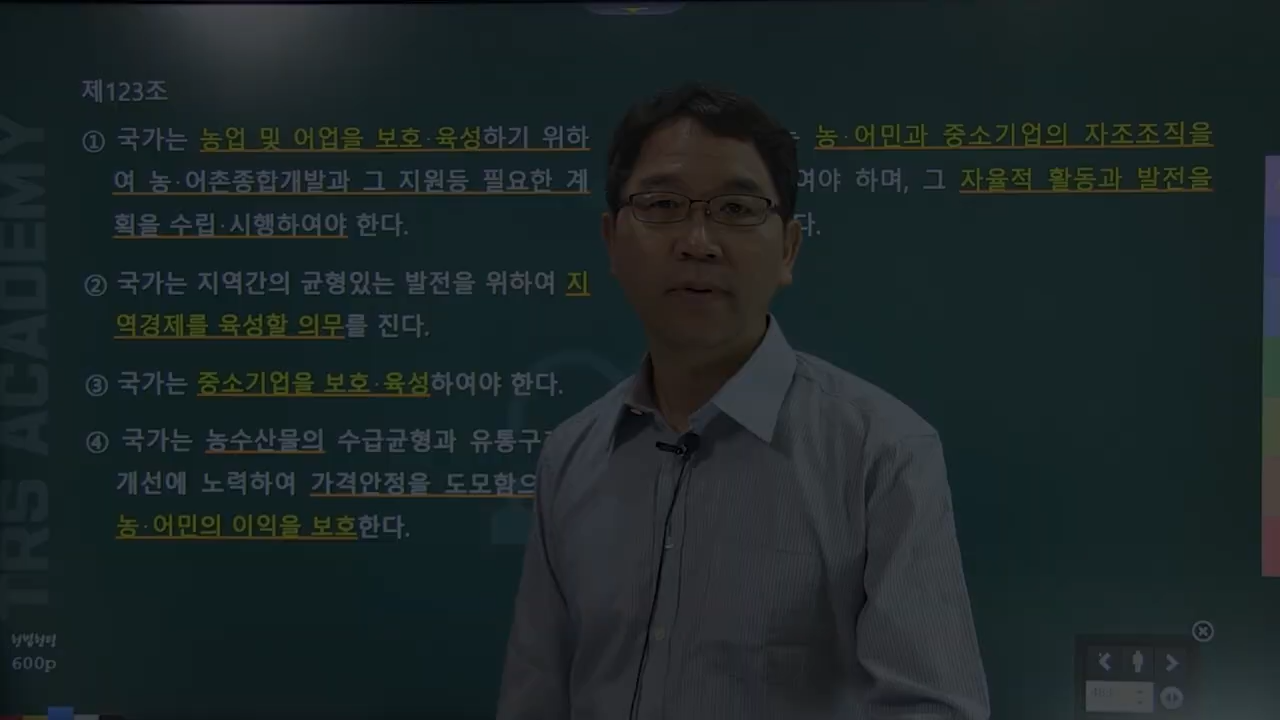 제123조
① 국가는 농업 및 어업을 보호·육성하기 위하
여 농·어촌종합개발과 그 지원등 필요한 계
획을 수립·시행하여야 한다.
② 국가는 지역간의 균형있는 발전을 위하여 지
역경제를 육성할 의무를 진다.
③ 국가는 중소기업을 보호·육성하여야 한다.
④ 국가는 농수산물의 수급균형과 유통구
개선에 노력하여 가격안정을 도모함으
농·어민의 이익을 보호한다.
농·어민과 중소기업의 자조조직을
여야 하며, 그 자율적 활동과 발전을
다.
TRS ACADEMY
600p